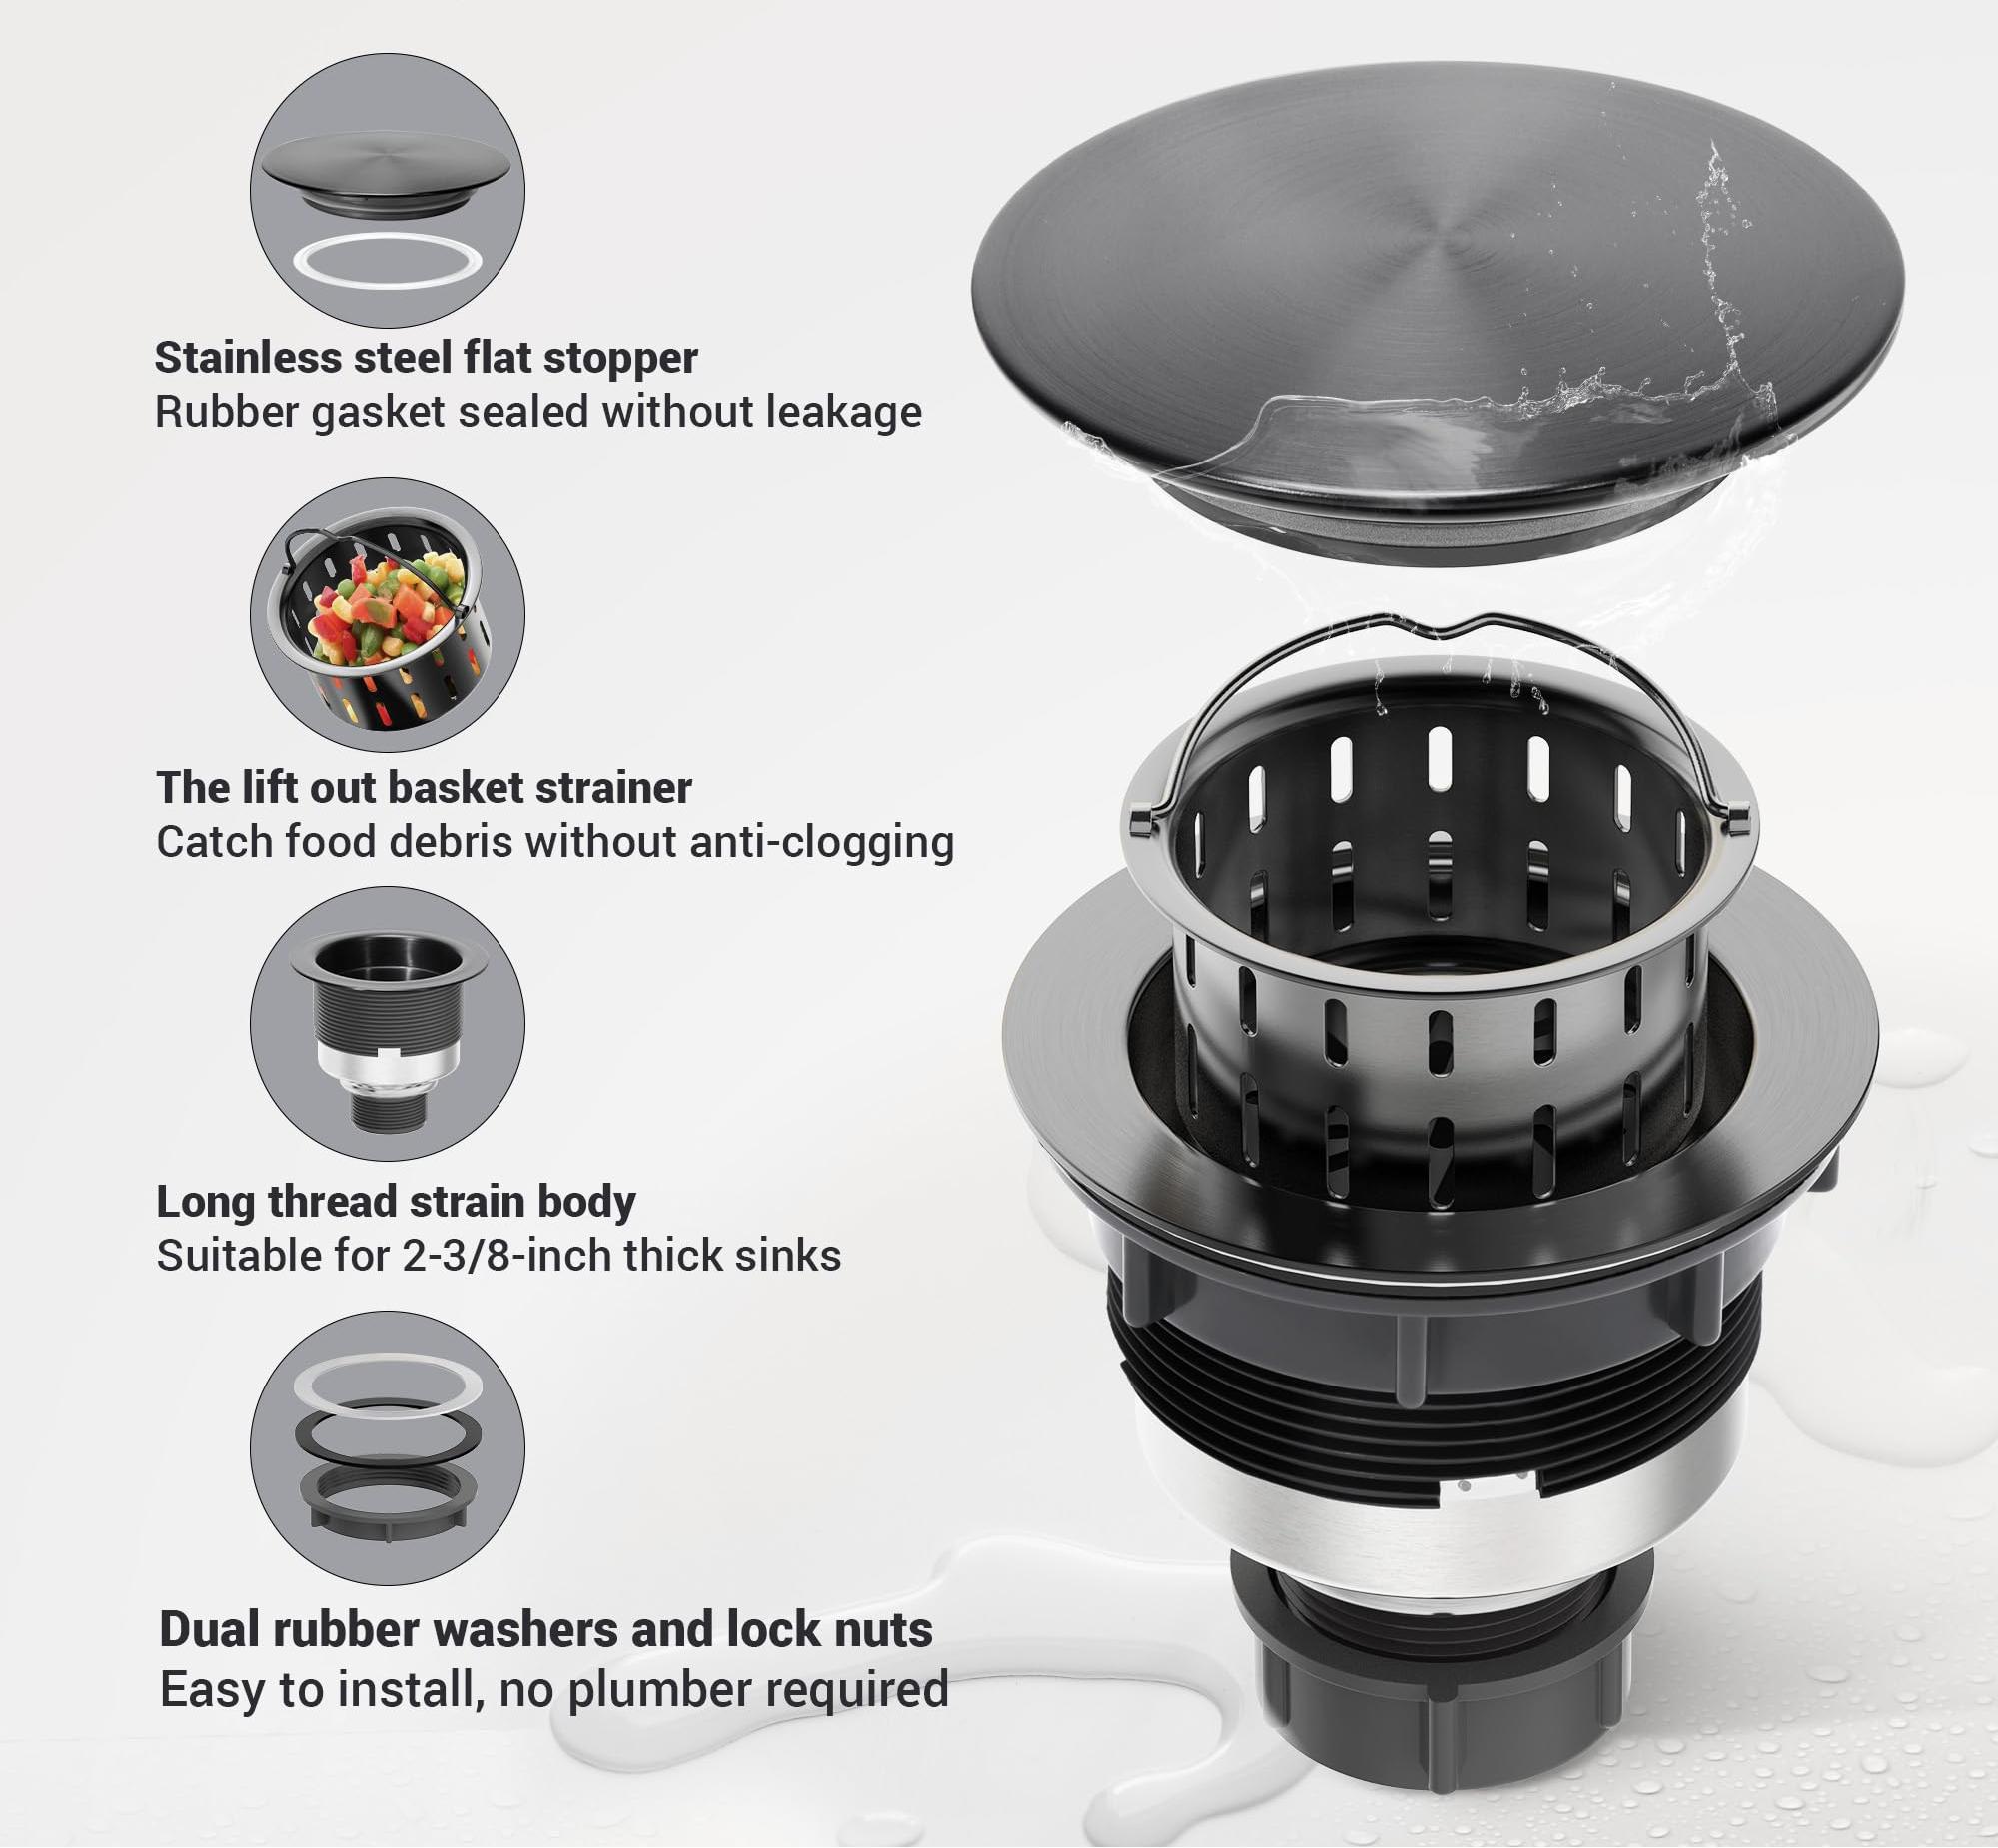 Stainless steel flat stopper
Rubber gasket sealed without leakage
The lift out basket strainer
Catch food debris without anti-clogging
Long thread strain body
Suitable for 2-3/8-inch thick sinks
Dual rubber washers and lock nuts
Easy to install, no plumber required